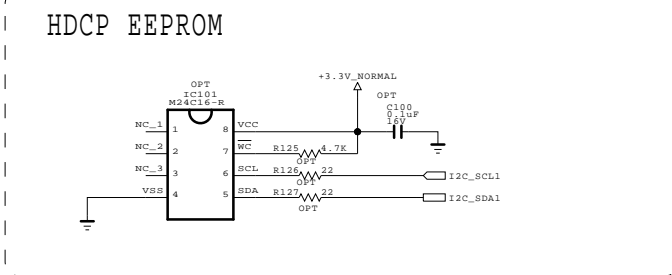 HDCP EEPROM
+3.3V_NORMAL
OPT
IC101
M24C16-R
OPT
C100
0.1uF
16V
NC_1 1 8 VCC
NC_2 2 7 WC R125 4.7K
OPT
NC_3 3 6 SCL R126 22 I2C_SCL1
OPT
VSS 4 5 SDA R127 22 I2C_SDA1
OPT